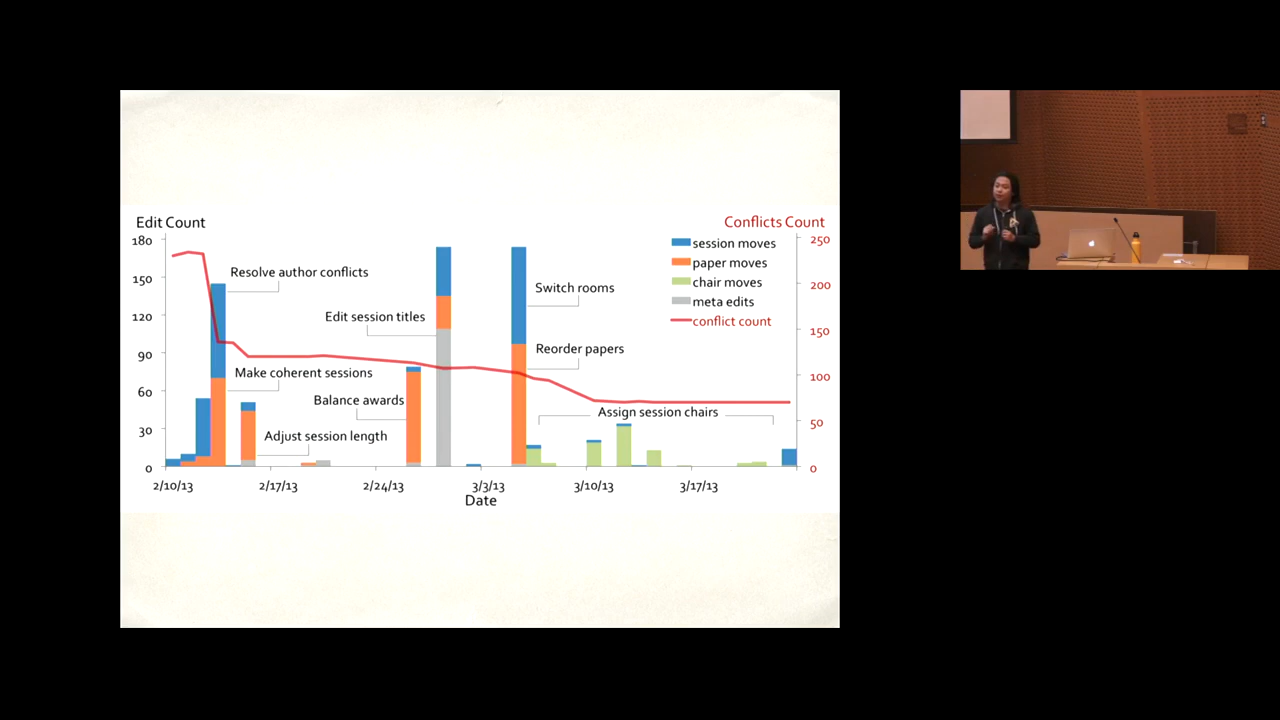 Edit Count
Conflicts Count
180
150
120
90
60
30
0
250
200
150
100
50
0
session moves
paper moves
chair moves
meta edits
conflict count
Resolve author conflicts
Make coherent sessions
Adjust session length
Edit session titles
Balance awards
Switch rooms
Reorder papers
Assign session chairs
2/10/13
2/17/13
2/24/13
3/3/13
3/10/13
3/17/13
Date